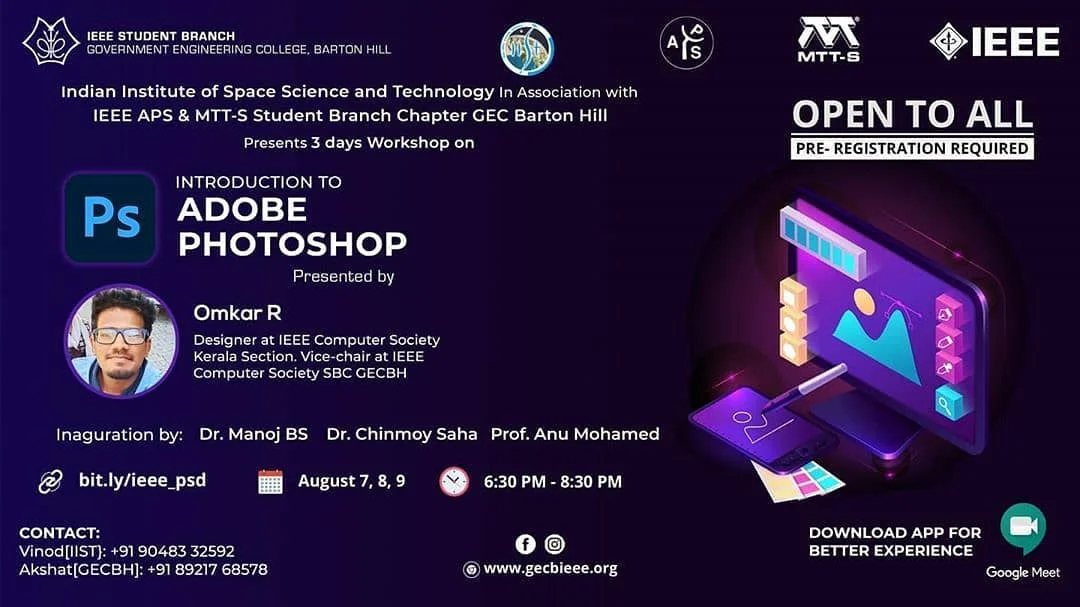 IEEE STUDENT BRANCH
GOVERNMENT ENGINEERING COLLEGE, BARTON HILL
APS
MTT-S
IEEE
Indian Institute of Space Science and Technology In Association with
IEEE APS & MTT-S Student Branch Chapter GEC Barton Hill
Presents 3 days Workshop on
OPEN TO ALL
PRE- REGISTRATION REQUIRED
Ps
INTRODUCTION TO
ADOBE
PHOTOSHOP
Presented by
Omkar R
Designer at IEEE Computer Society
Kerala Section. Vice-chair at IEEE
Computer Society SBC GECBH
Inaguration by: Dr. Manoj BS Dr. Chinmoy Saha Prof. Anu Mohamed
bit.ly/ieee_psd
August 7, 8, 9
6:30 PM - 8:30 PM
CONTACT:
Vinod[IIST}: +91 90483 32592
Akshat[GECBH]: +91 89217 68578
www.gecbieee.org
DOWNLOAD APP FOR
BETTER EXPERIENCE
Google Meet